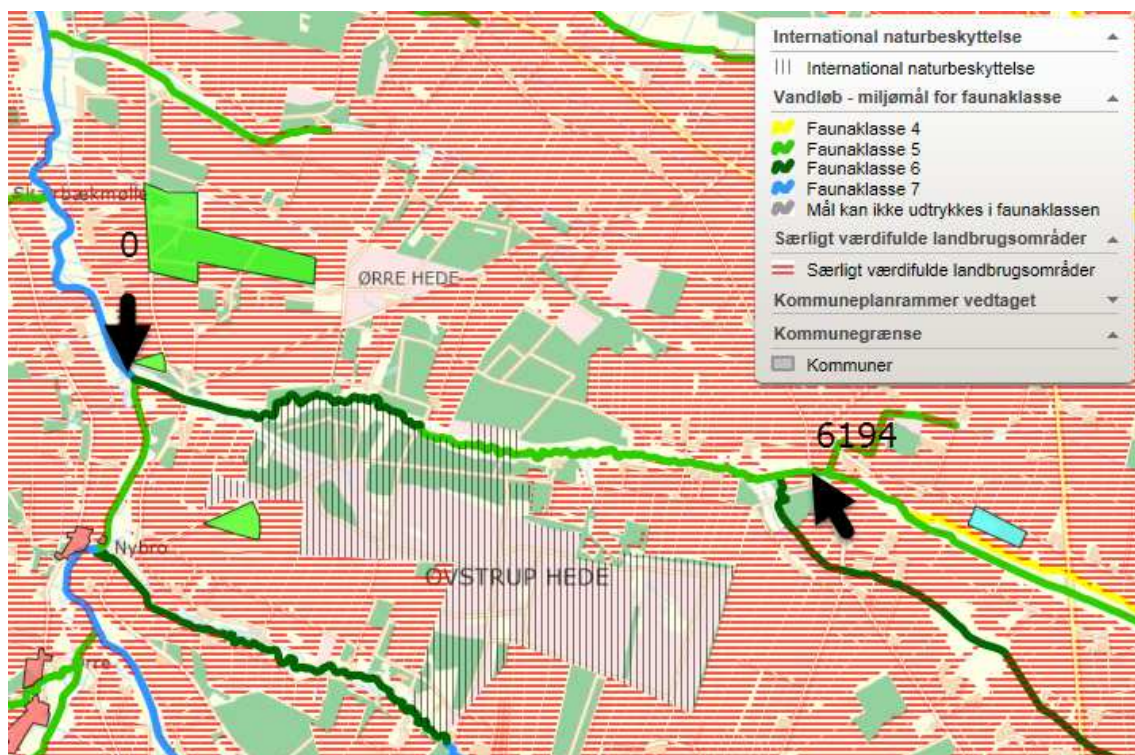 International naturbeskyttelse
International naturbeskyttelse
Vandløb - miljømål for faunaklasse
Faunaklasse 4
Faunaklasse 5
Faunaklasse 6
Faunaklasse 7
Mål kan ikke udtrykkes i faunaklassen
Særligt værdifulde landbrugsområder
Særligt værdifulde landbrugsområder
Kommuneplanrammer vedtaget
Kommunegrænse
Kommuner
0
ØRRE HEDE
6194
Nybro
OVSTRUP HEDE